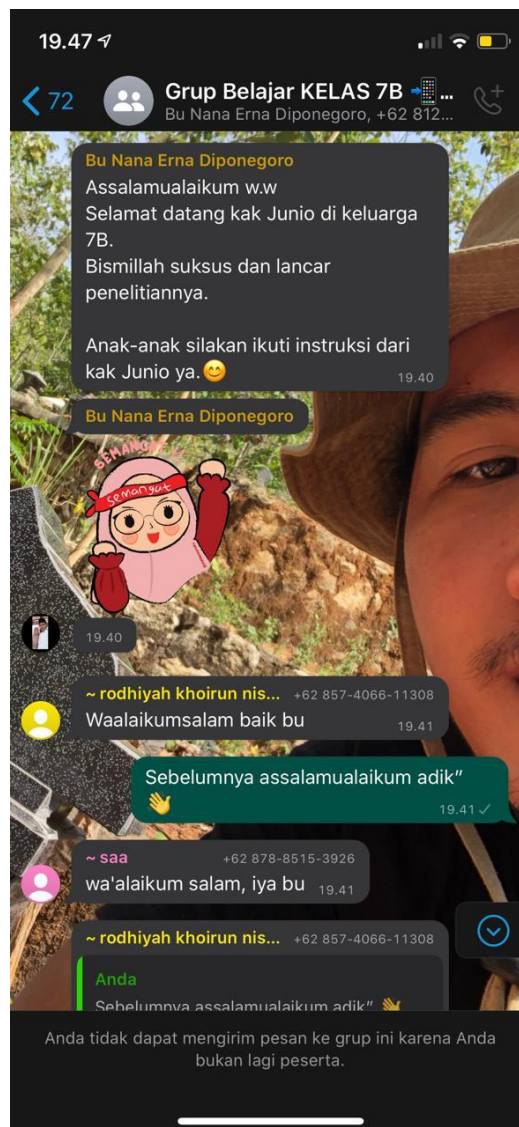 19.47
72
Grup Belajar KELAS 7B 📲...
Bu Nana Erna Diponegoro, +62 812...
Bu Nana Erna Diponegoro
Assalamualaikum w.w
Selamat datang kak Junio di keluarga
7B.
Bismillah suksus dan lancar
penelitiannya.
Anak-anak silakan ikuti instruksi dari
kak Junio ya.😊
19.40
Bu Nana Erna Diponegoro
SEMANGAT
semangat
19.40
~ rodhiyah khoirun nis... +62 857-4066-11308
Waalaikumsalam baik bu
19.41
Sebelumnya assalamualaikum adik”
👋
19.41
~ saa +62 878-8515-3926
wa'alaikum salam, iya bu 19.41
~ rodhiyah khoirun nis... +62 857-4066-11308
Anda
Sebelumnya assalamualaikum adik” 👋
Anda tidak dapat mengirim pesan ke grup ini karena Anda
bukan lagi peserta.